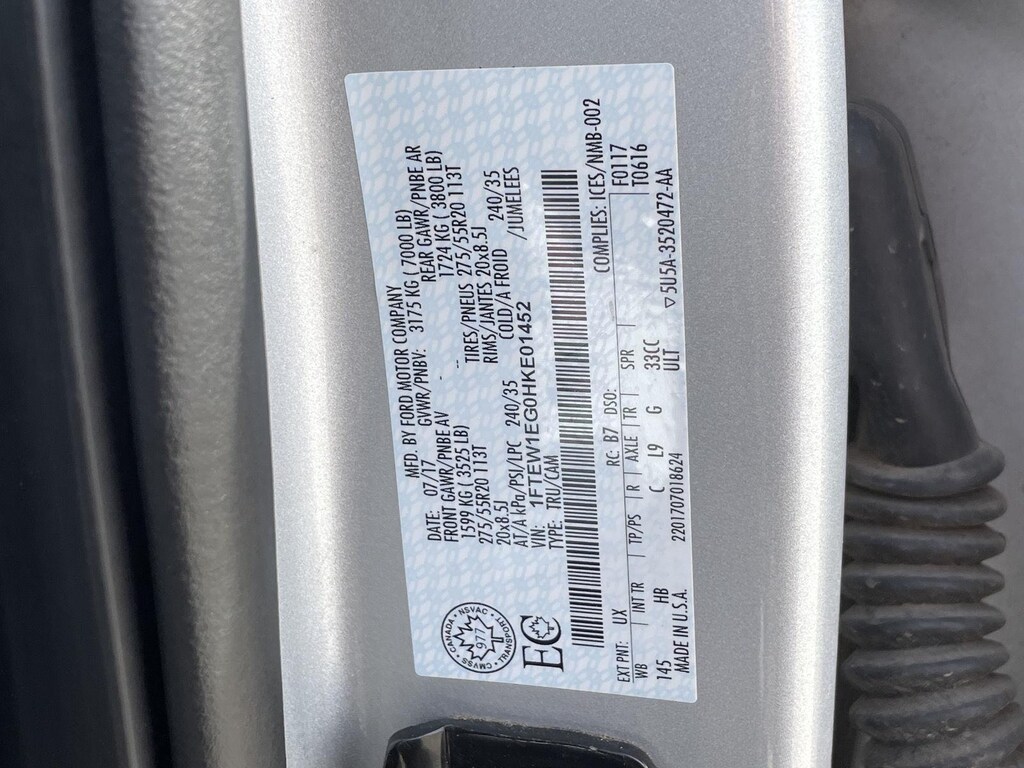 MFD. BY FORD MOTOR COMPANY
DATE: 07/17 GVWR/PNBV: 3175 KG ( 7000 LB)
FRONT GAWR/PNBE AV REAR GAWR/PNBE AR
1599 KG ( 3525 LB) 1724 KG ( 3800 LB)
275/55R20 113T TIRES/PNEUS 275/55R20 113T
20x8.5J RIMS/JANTES 20x8.5J
AT/A kPa/PSI/LPC 240/35 COLD/A FROID 240/35
VIN: 1FTEW1EG0HKE01452 /JUMELEES
TYPE: TRU/CAM
CANADA • NSVAC • TRANSPORT • CMVSS •
977
EC
COMPLIES: ICES/NMB-002
EXT PNT: UX RC: B7 DSO: F0117
WB INT TR TP/PS R AXLE TR SPR T0616
145 HB C L9 G 33CC
MADE IN U.S.A. 2201707018624 ULT ▽5U5A-3520472-AA